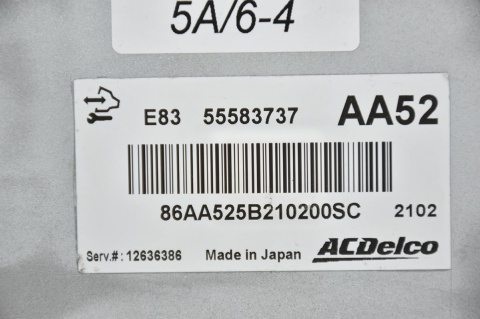 5A/6-4
E83 55583737 AA52
86AA525B210200SC 2102
Serv.#: 12636386 Made in Japan ACDelco